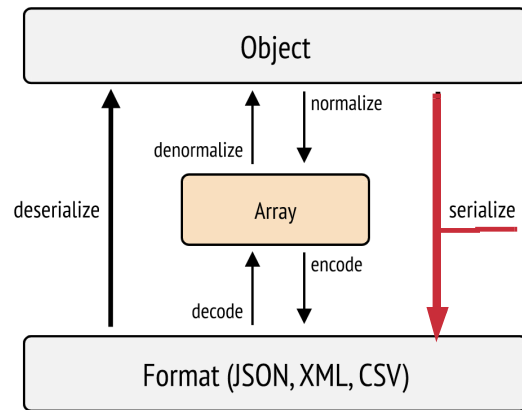 Object
normalize
denormalize
deserialize
Array
serialize
encode
decode
Format (JSON, XML, CSV)